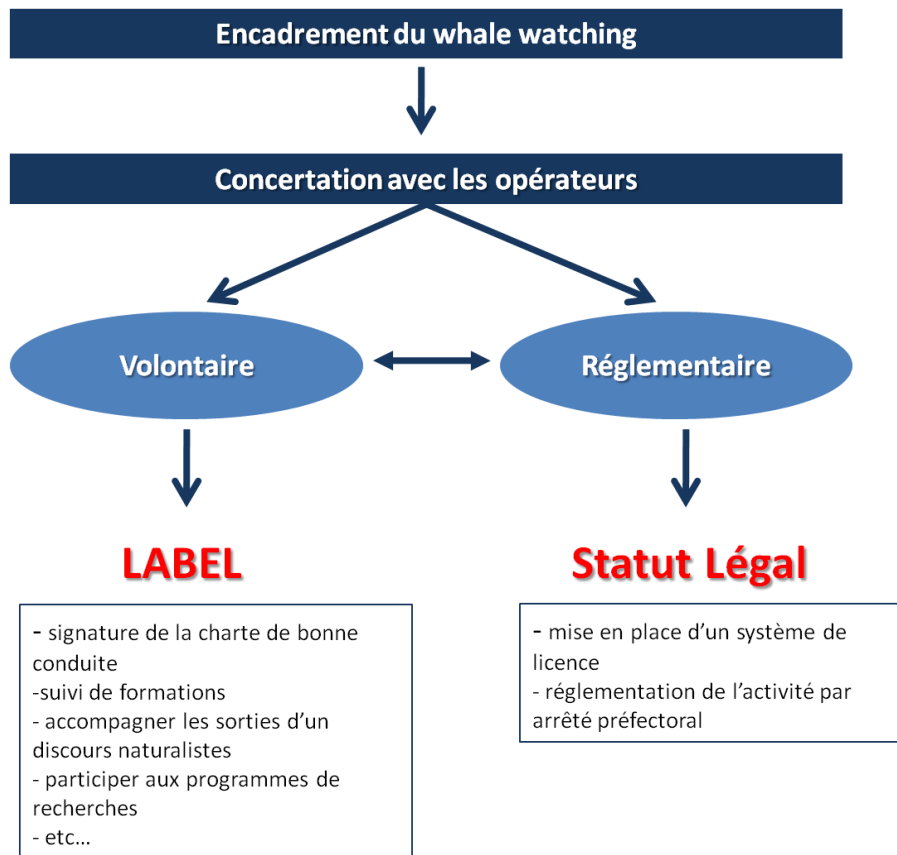 Encadrement du whale watching
Concertation avec les opérateurs
Volontaire
Réglementaire
LABEL
Statut Légal
- signature de la charte de bonne
conduite
-suivi de formations
- accompagner les sorties d’un
discours naturalistes
- participer aux programmes de
recherches
- etc…
- mise en place d’un système de
licence
- réglementation de l’activité par
arrêté préfectoral